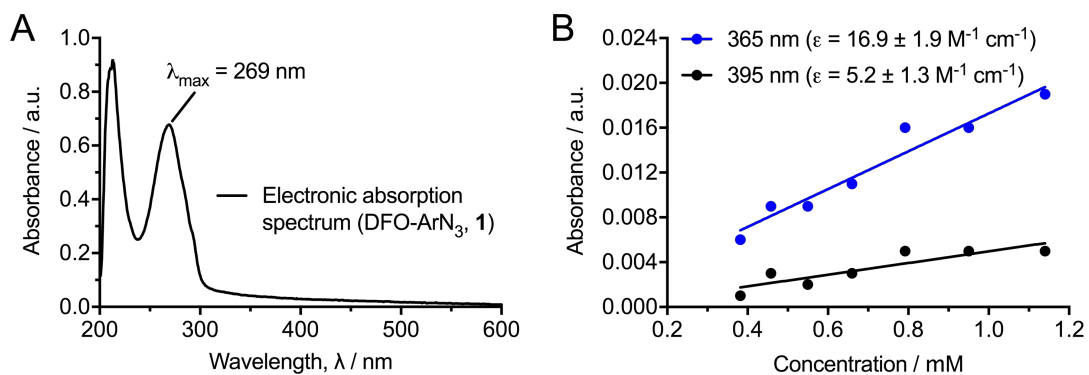 A
Absorbance / a.u.
1.0
0.8
0.6
0.4
0.2
0.0
λmax = 269 nm
Electronic absorption
spectrum (DFO-ArN3, 1)
200
300
400
500
600
Wavelength, λ / nm
B
Absorbance / a.u.
0.024
0.020
0.016
0.012
0.008
0.004
0.000
365 nm (ε = 16.9 ± 1.9 M⁻¹ cm⁻¹)
395 nm (ε = 5.2 ± 1.3 M⁻¹ cm⁻¹)
0.2
0.4
0.6
0.8
1.0
1.2
Concentration / mM